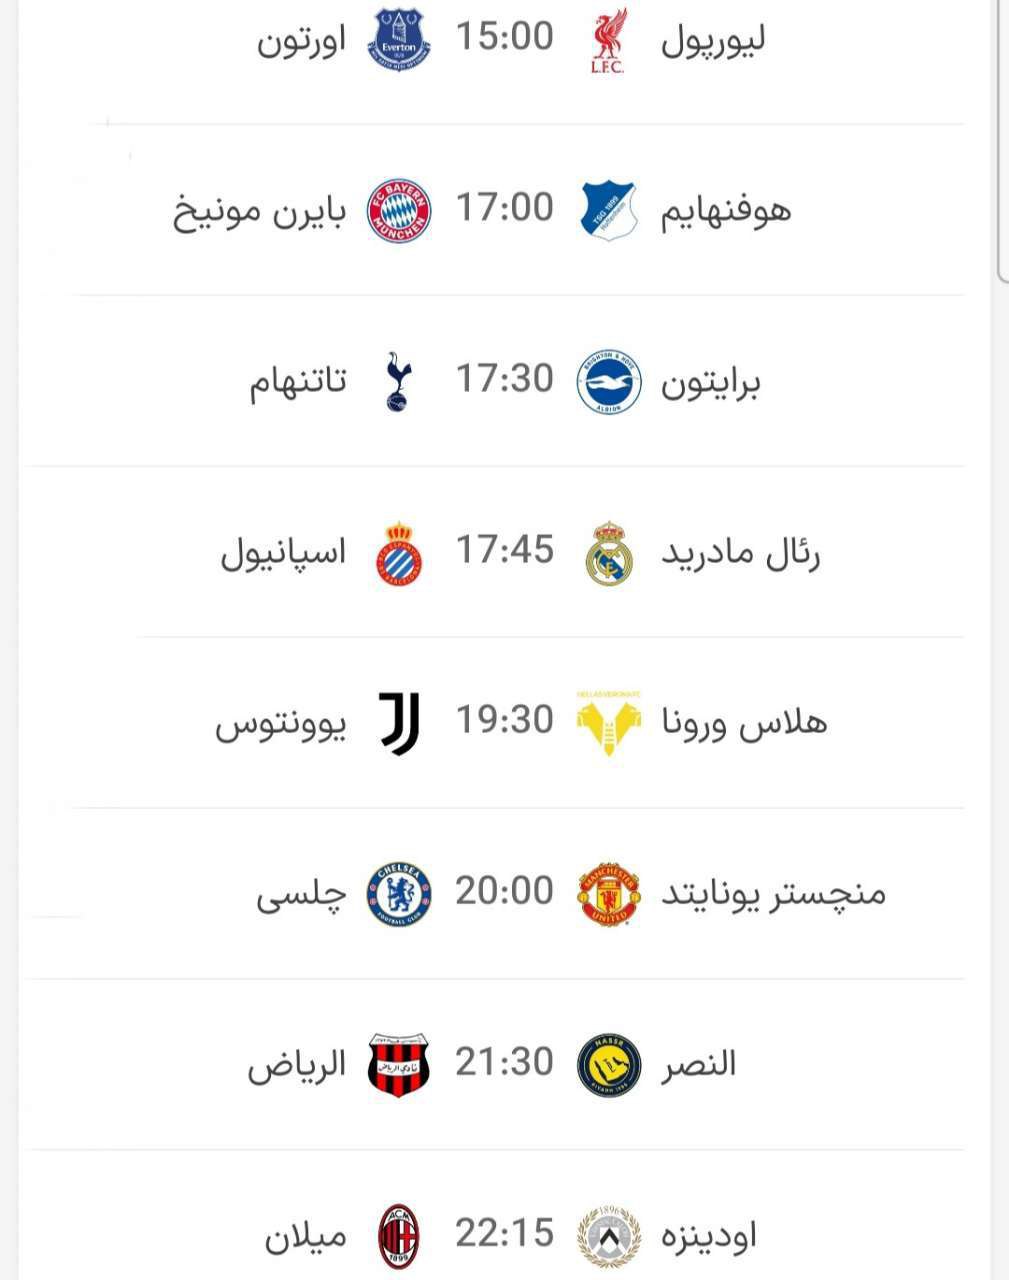 لیورپول 15:00 اورتون
هوفنهایم 17:00 بایرن مونیخ
برایتون 17:30 تاتنهام
رئال مادرید 17:45 اسپانیول
هلاس ورونا 19:30 یوونتوس
منچستر یونایتد 20:00 چلسی
النصر 21:30 الریاض
اودینزه 22:15 میلان